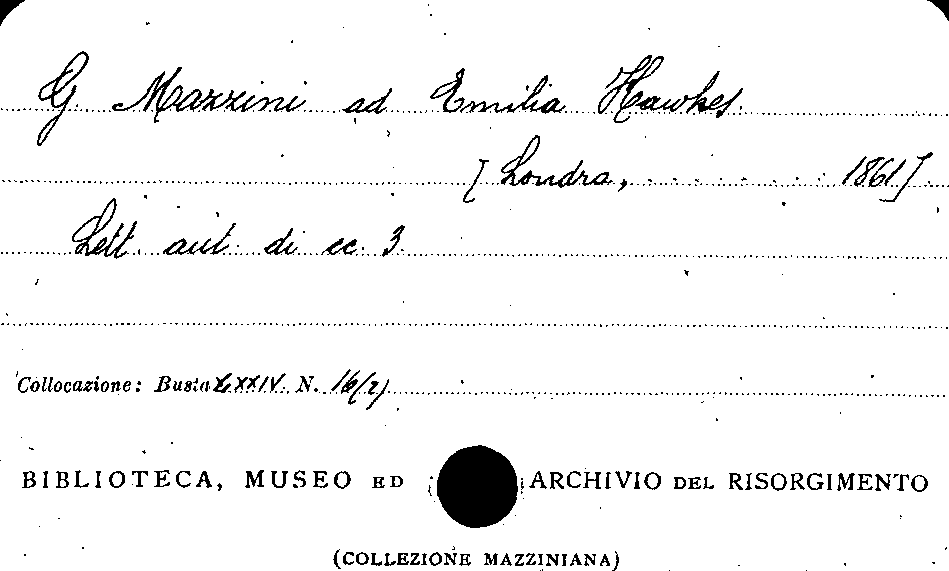 G. Mazzini ad Emilia Hawkes.
[Londra, . . . . . . . . . 1861]
Lett. aut. di cc. 3.
Collocazione: Busta LXXIV. N. 16/2)
BIBLIOTECA, MUSEO ED ARCHIVIO DEL RISORGIMENTO
(COLLEZIONE MAZZINIANA)